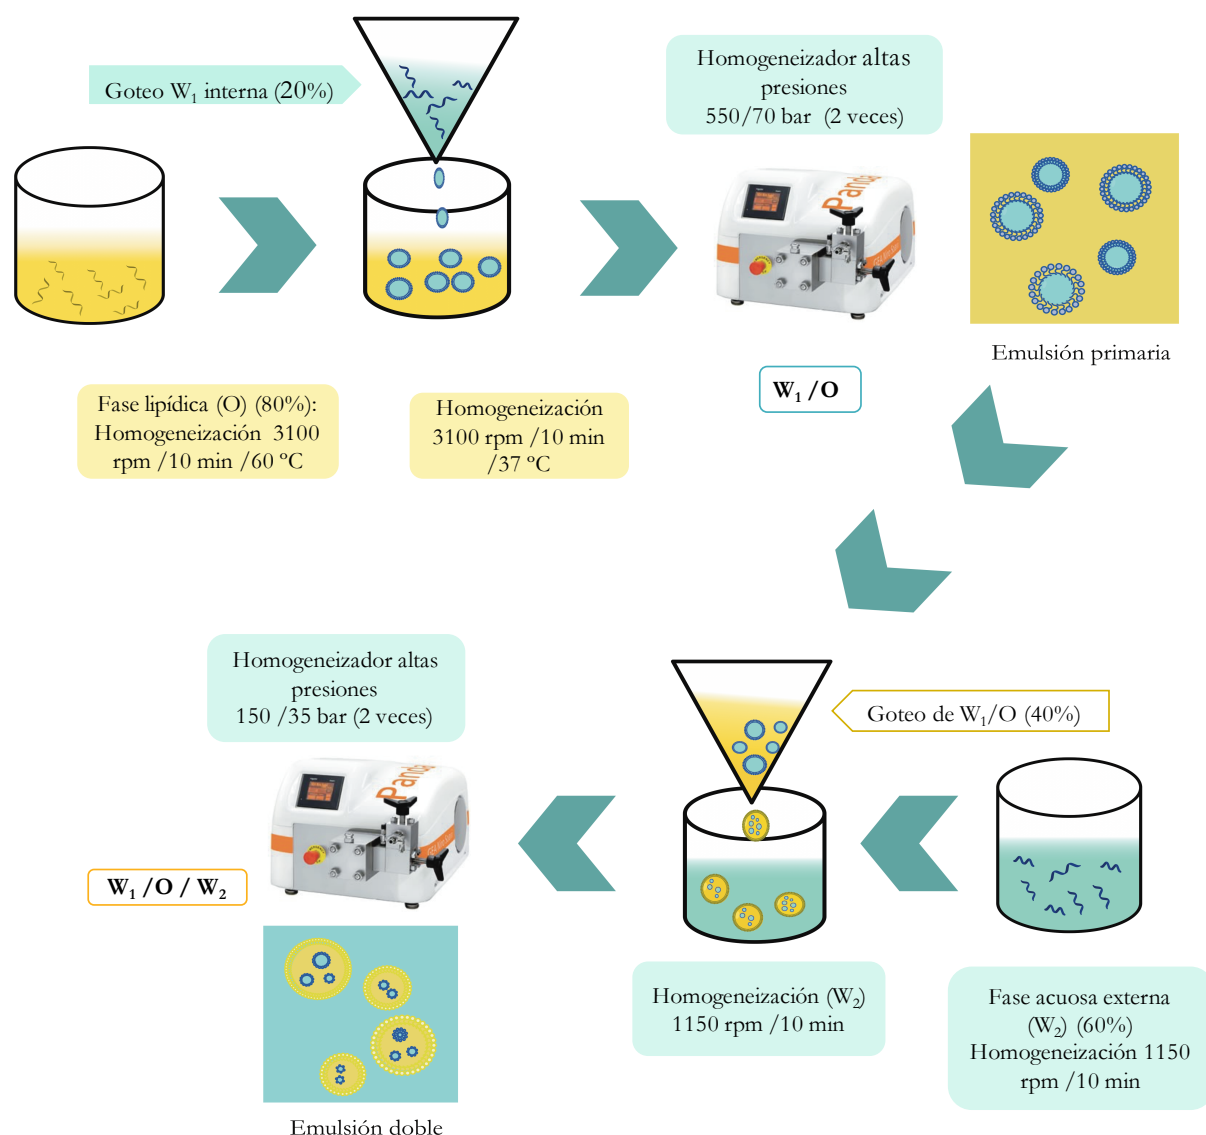 Goteo W₁ interna (20%)
Homogeneizador altas
presiones
550/70 bar (2 veces)
Panda
Emulsión primaria
W₁ /O
Fase lipídica (O) (80%):
Homogeneización 3100
rpm /10 min /60 ºC
Homogeneización
3100 rpm /10 min
/37 ºC
Homogeneizador altas
presiones
150 /35 bar (2 veces)
Goteo de W₁/O (40%)
Panda
W₁ /O / W₂
Homogeneización (W₂)
1150 rpm /10 min
Fase acuosa externa
(W₂) (60%)
Homogeneización 1150
rpm /10 min
Emulsión doble